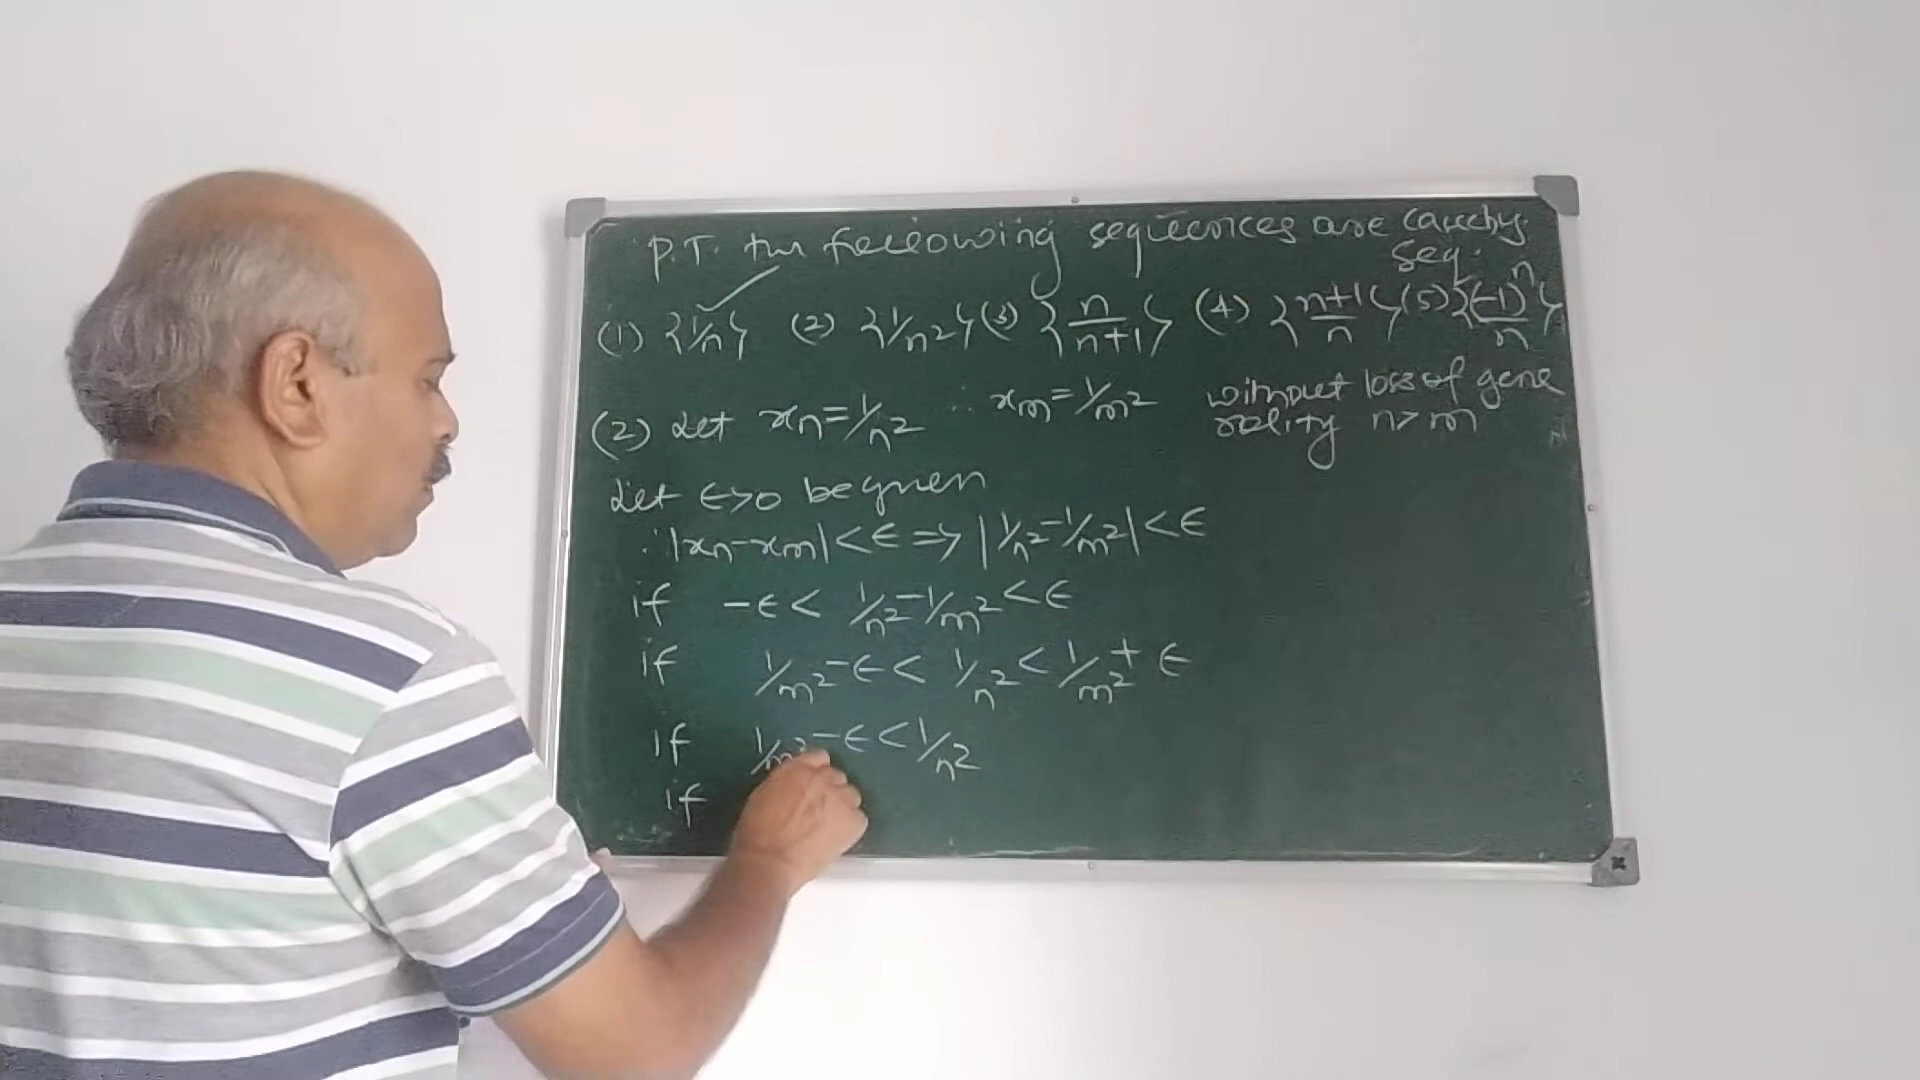 P.T. the following sequences are cauchy seq.
(1) {1/n} ✓ (2) {1/n²} (3) {n/n+1} (4) {n+1/n} (5) {(-1)ⁿ/n}
(2) Let xn = 1/n² ∴ xm = 1/m² without loss of gene
rality n > m
Let ϵ>0 be given
∴ |xn-xm| < ϵ => |1/n² - 1/m²| < ϵ
if -ϵ < 1/n² - 1/m² < ϵ
if 1/m² - ϵ < 1/n² < 1/m² + ϵ
if 1/m² - ϵ < 1/n²
if